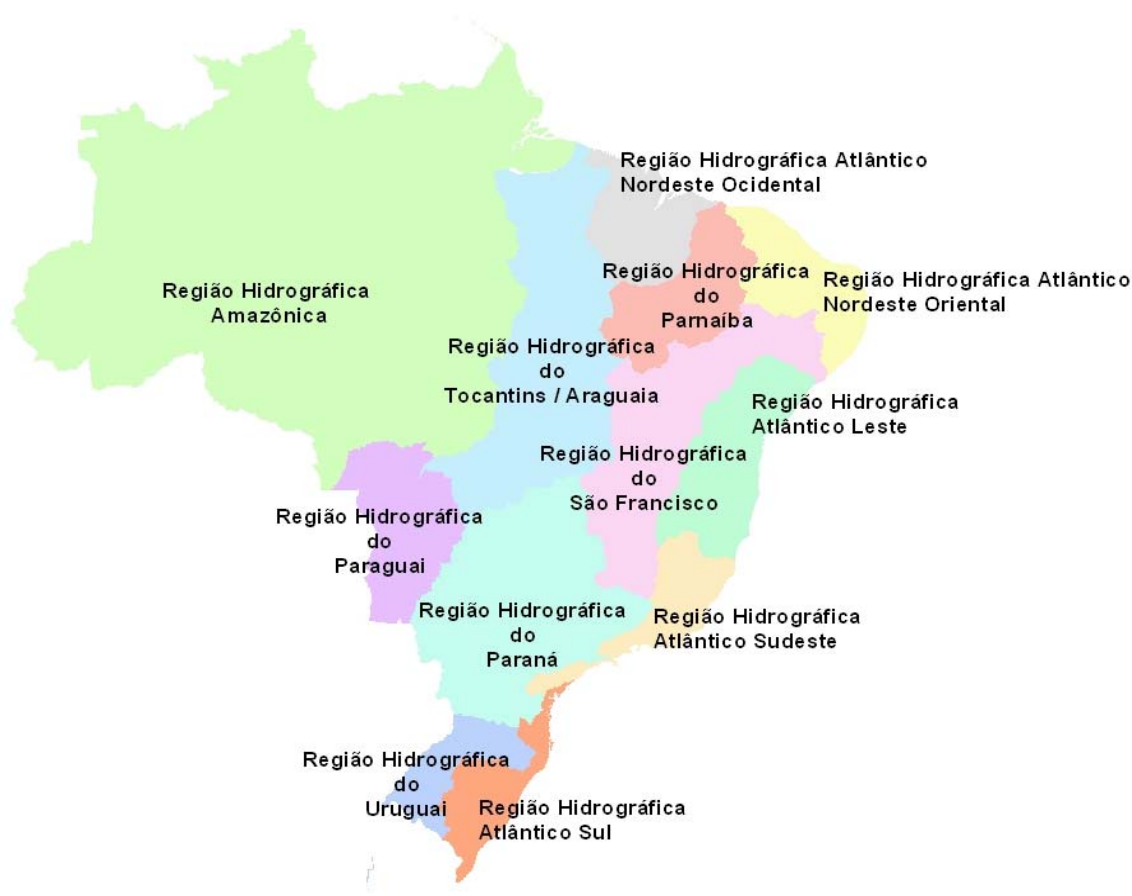 Região Hidrográfica Atlântico
Nordeste Ocidental
Região Hidrográfica
do
Parnaíba
Região Hidrográfica Atlântico
Nordeste Oriental
Região Hidrográfica
Amazônica
Região Hidrográfica
do
Tocantins / Araguaia
Região Hidrográfica
Atlântico Leste
Região Hidrográfica
do
São Francisco
Região Hidrográfica
do
Paraguai
Região Hidrográfica
do
Paraná
Região Hidrográfica
Atlântico Sudeste
Região Hidrográfica
do
Uruguai
Região Hidrográfica
Atlântico Sul